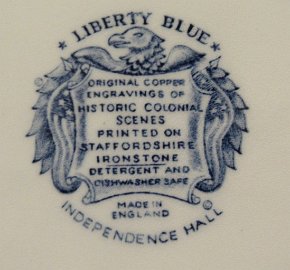 ★ LIBERTY BLUE ★
ORIGINAL COPPER
ENGRAVINGS OF
HISTORIC COLONIAL
SCENES
PRINTED ON
STAFFORDSHIRE
IRONSTONE
DETERGENT AND
DISHWASHER SAFE
MADE IN
ENGLAND
INDEPENDENCE HALL ©